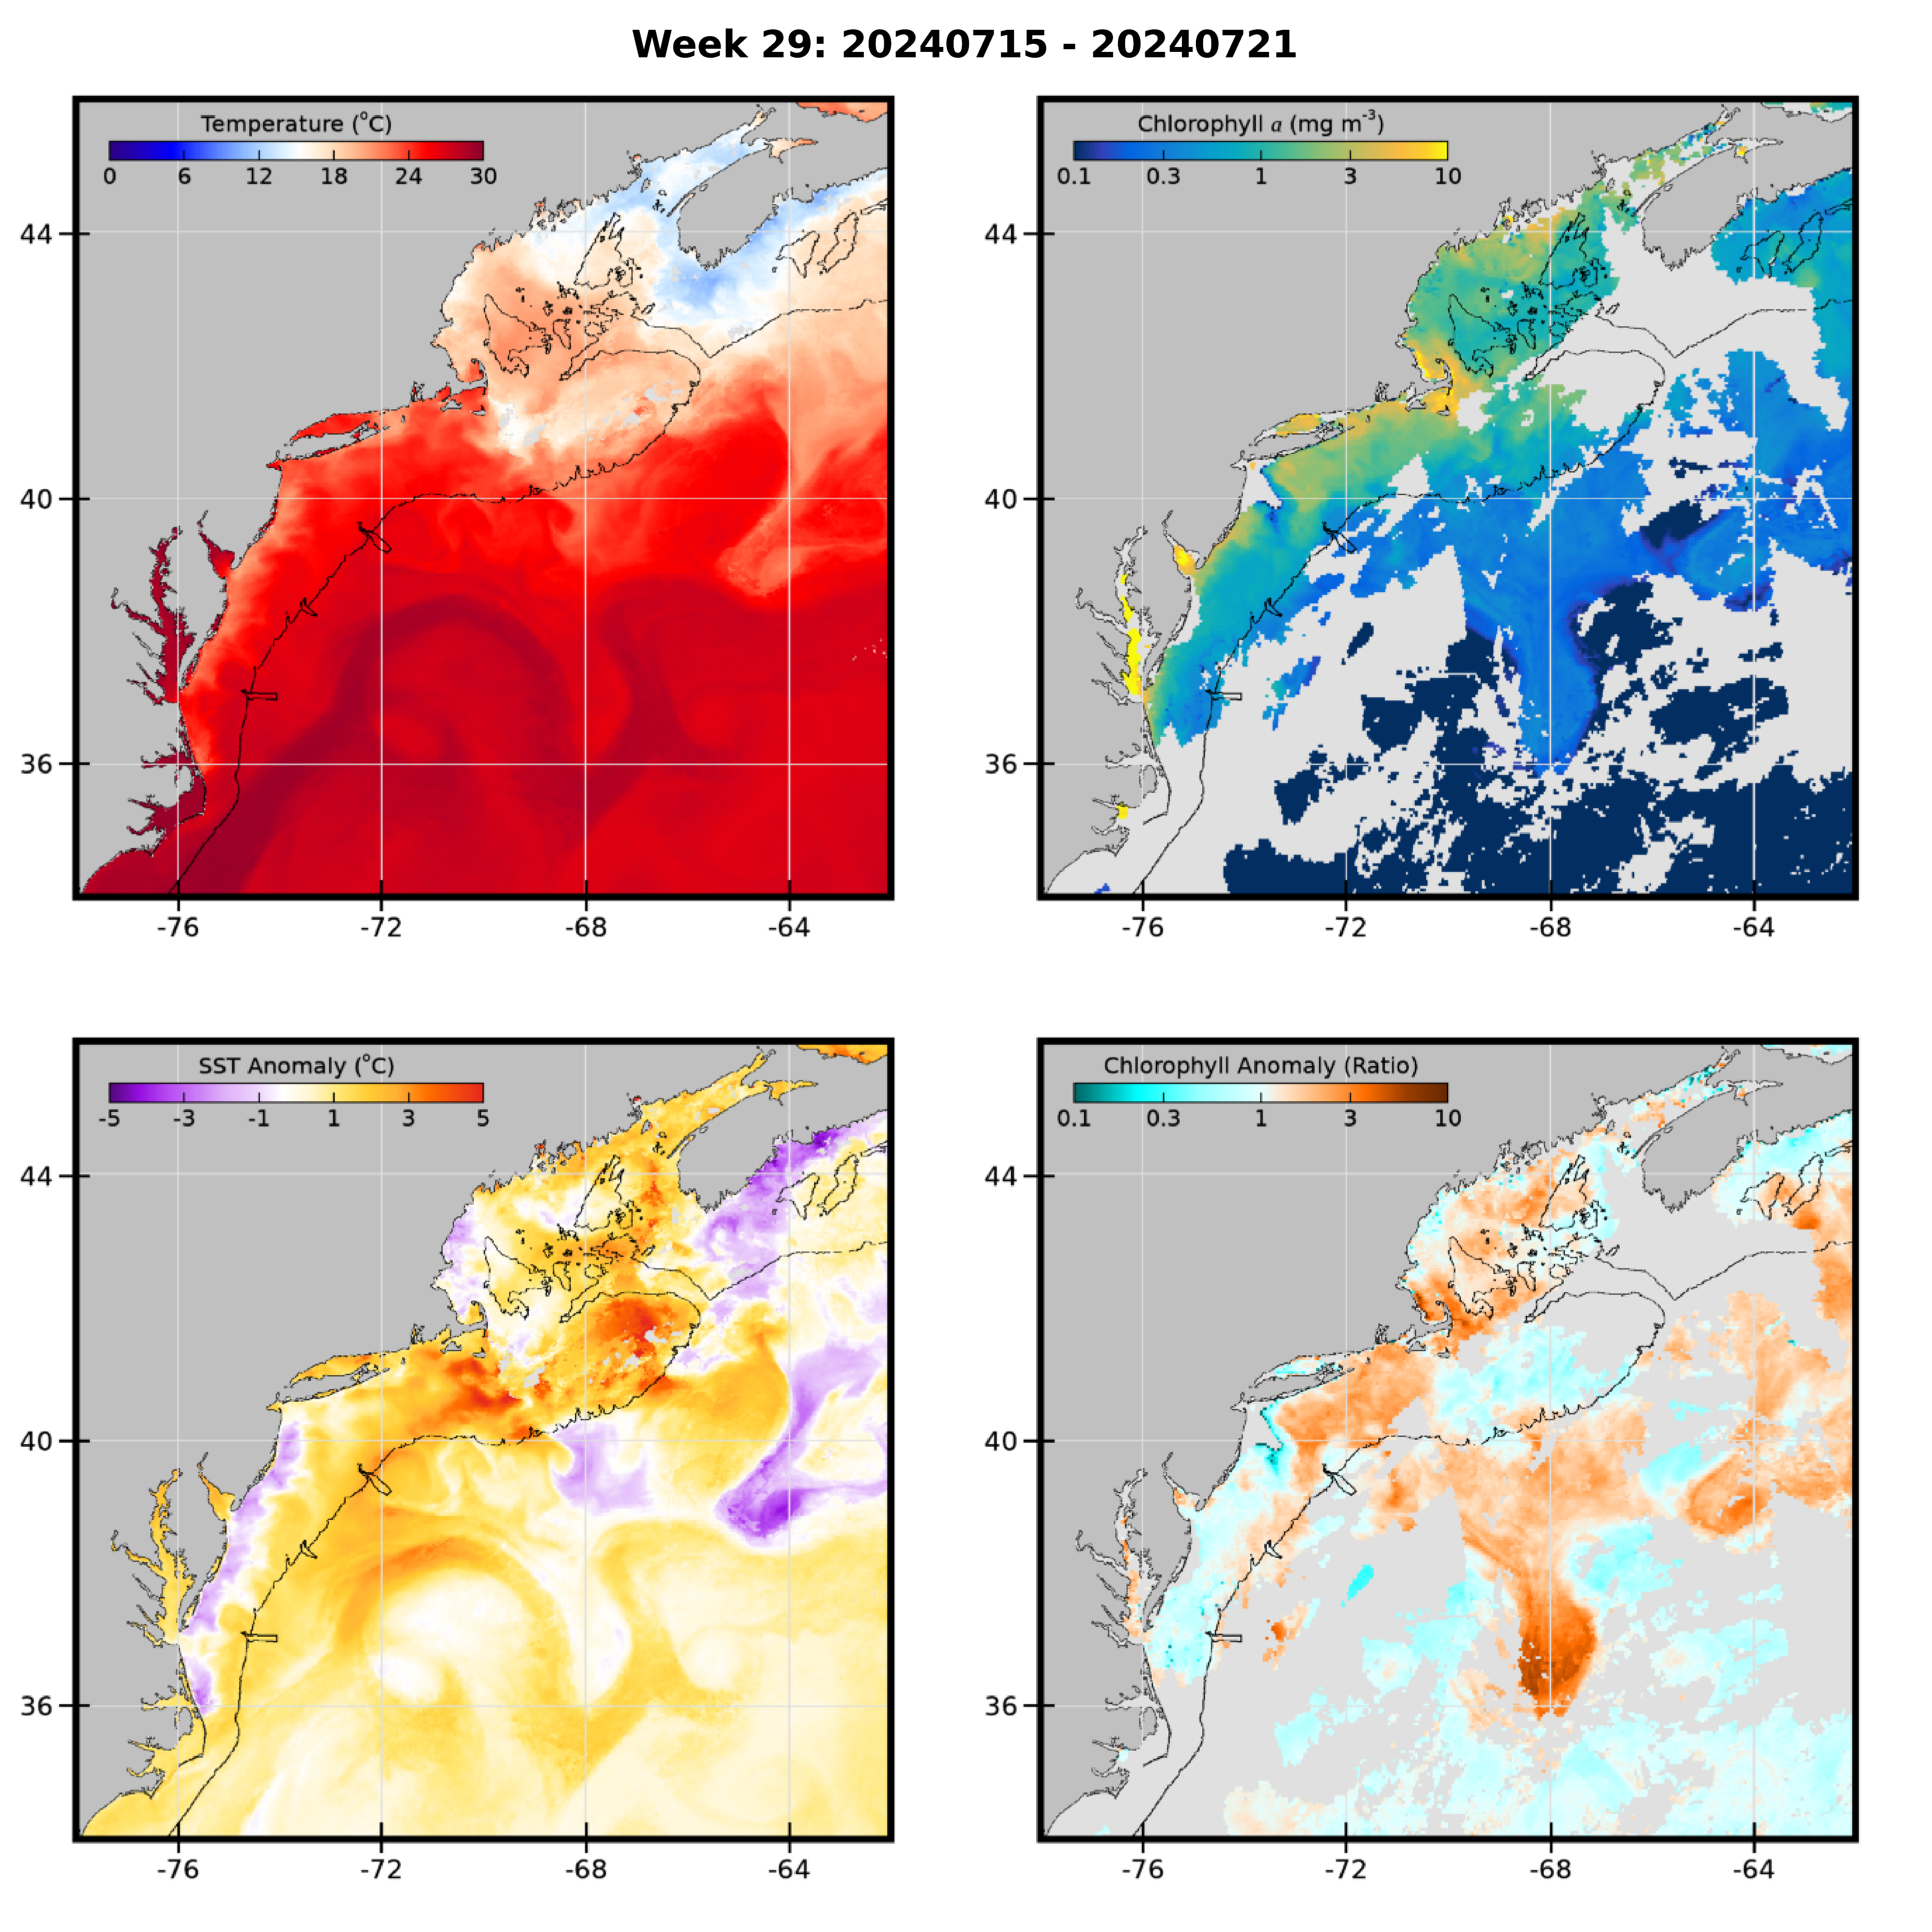 Week 29: 20240715 - 20240721
Temperature (°C)
0 6 12 18 24 30
44
40
36
-76 -72 -68 -64
Chlorophyll a (mg m⁻³)
0.1 0.3 1 3 10
44
40
36
-76 -72 -68 -64
SST Anomaly (°C)
-5 -3 -1 1 3 5
44
40
36
-76 -72 -68 -64
Chlorophyll Anomaly (Ratio)
0.1 0.3 1 3 10
44
40
36
-76 -72 -68 -64